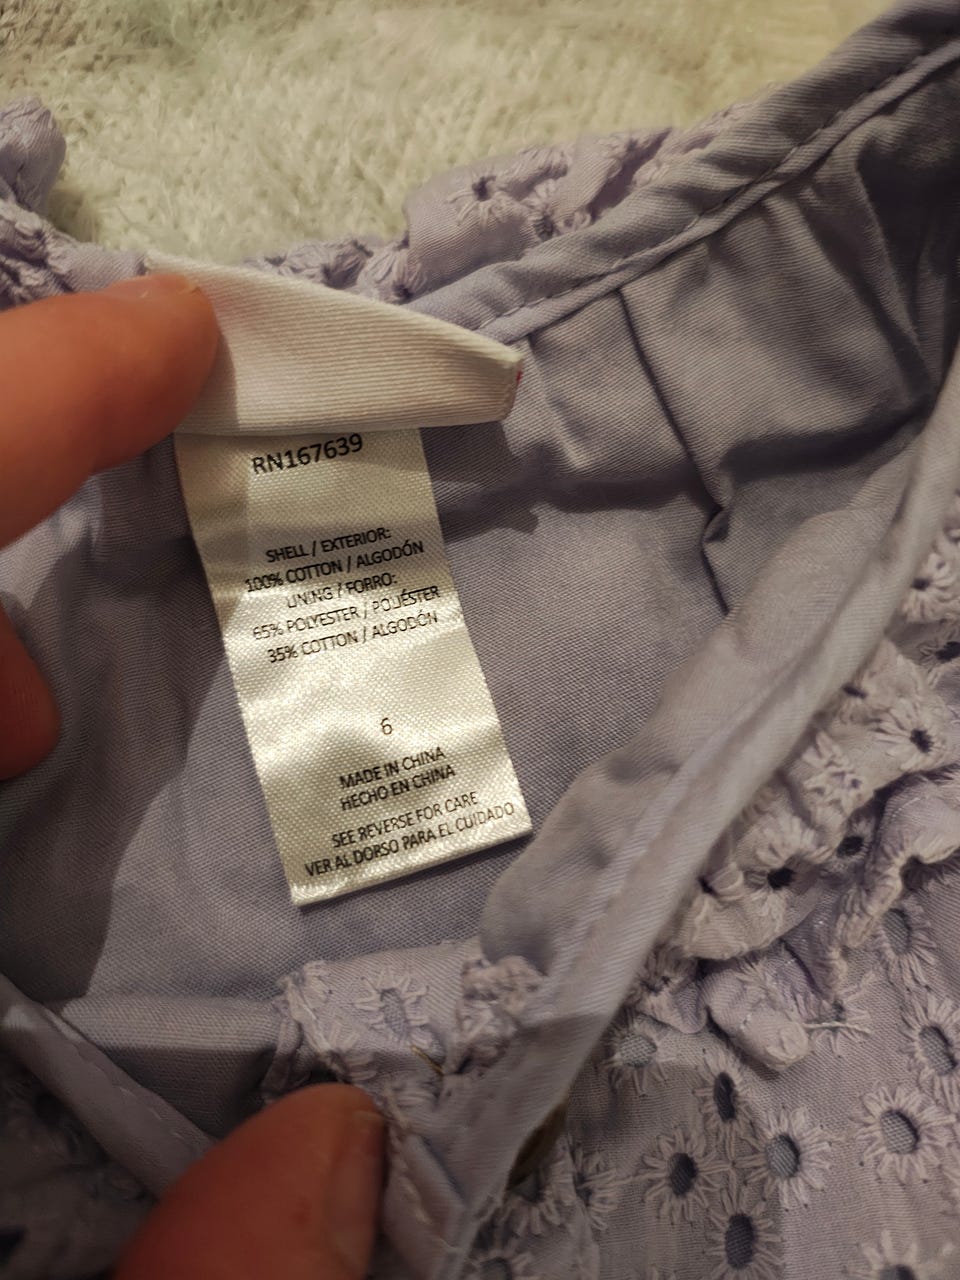 RN167639
SHELL / EXTERIOR:
100% COTTON / ALGODÓN
LINING / FORRO:
65% POLYESTER / POLIÉSTER
35% COTTON / ALGODÓN
6
MADE IN CHINA
HECHO EN CHINA
SEE REVERSE FOR CARE
VER AL DORSO PARA EL CUIDADO